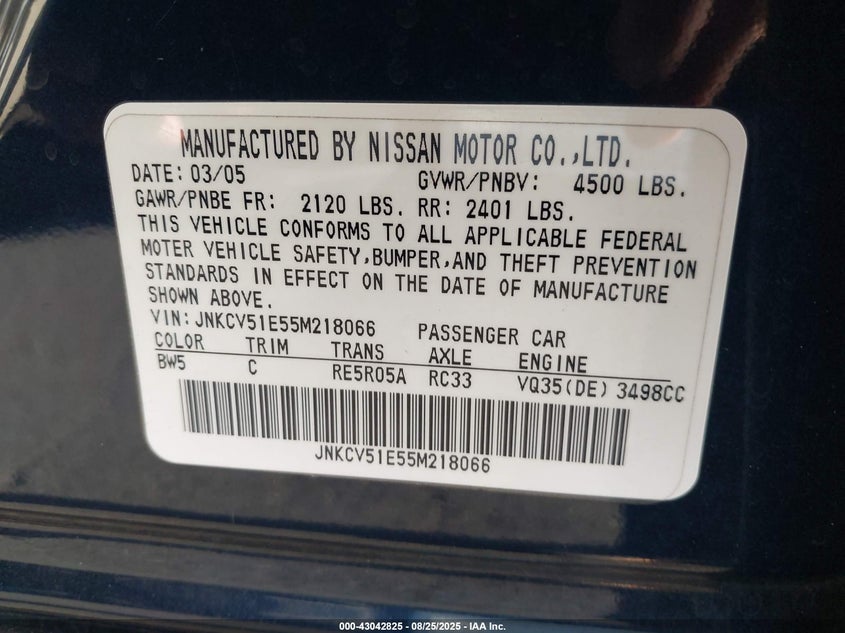 MANUFACTURED BY NISSAN MOTOR CO.,LTD.
DATE: 03/05 GVWR/PNBV: 4500 LBS.
GAWR/PNBE FR: 2120 LBS. RR: 2401 LBS.
THIS VEHICLE CONFORMS TO ALL APPLICABLE FEDERAL
MOTER VEHICLE SAFETY,BUMPER,AND THEFT PREVENTION
STANDARDS IN EFFECT ON THE DATE OF MANUFACTURE
SHOWN ABOVE.
VIN:JNKCV51E55M218066 PASSENGER CAR
COLOR TRIM TRANS AXLE ENGINE
BW5 C RE5R05A RC33 VQ35(DE) 3498CC
JNKCV51E55M218066
000-43042825 - 08/25/2025 - IAA Inc.